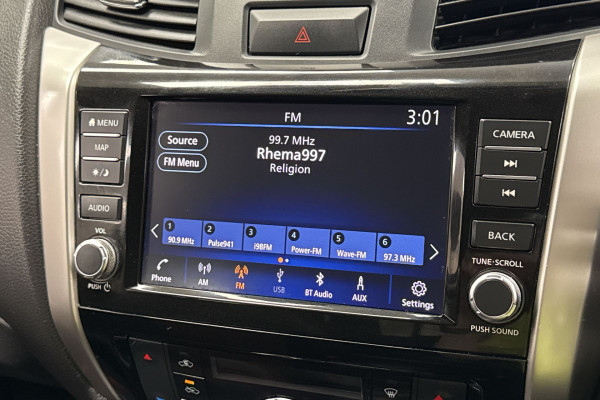 MENU
MAP
AUDIO
VOL
PUSH
FM
3:01
Source
FM Menu
99.7 MHz
Rhema997
Religion
1 2 3 4 5 6
90.9 MHz Pulse941 i98FM Power-FM Wave-FM 97.3 MHz
Phone AM FM USB BT Audio AUX Settings
CAMERA
BACK
TUNE·SCROLL
PUSH SOUND